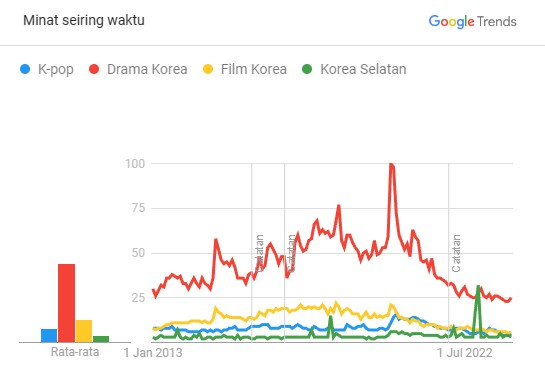 Minat seiring waktu
Google Trends
K-pop
Drama Korea
Film Korea
Korea Selatan
100
75
50
25
Catatan
Catatan
Catatan
Rata-rata
1 Jan 2013
1 Jul 2022